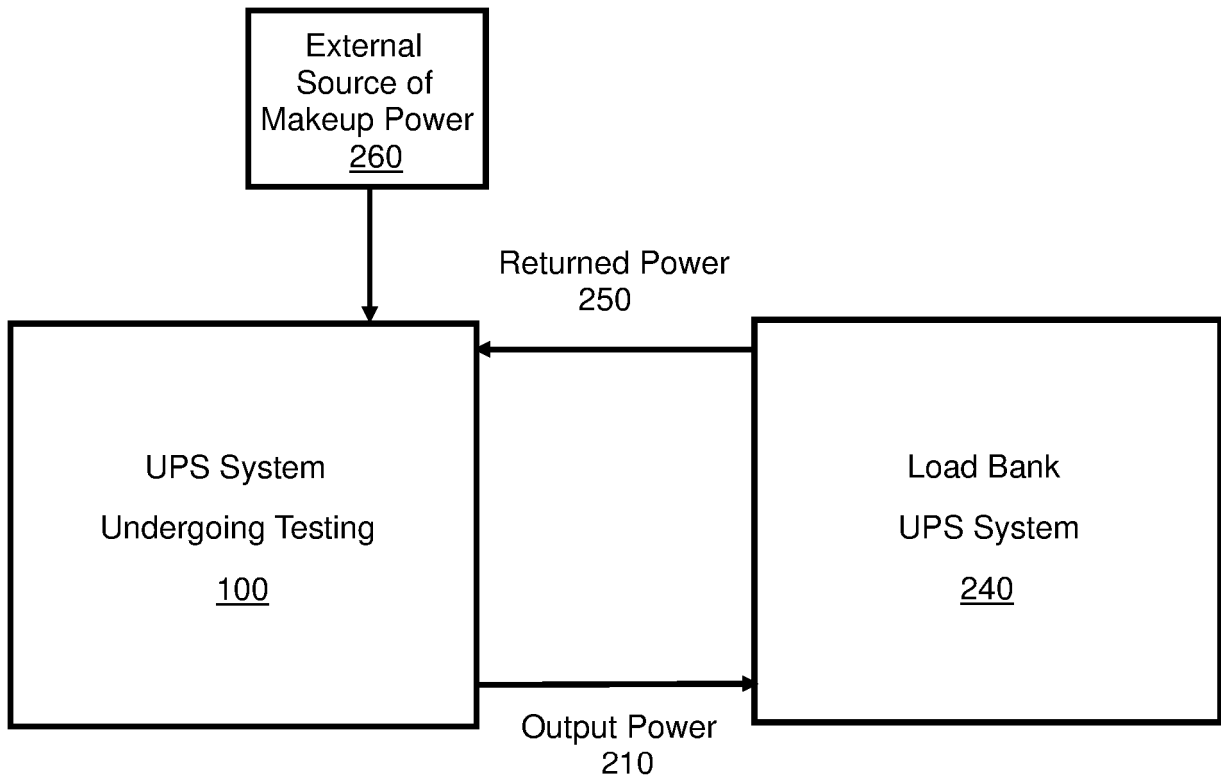 External
Source of
Makeup Power
260
Returned Power
250
UPS System
Undergoing Testing
100
Load Bank
UPS System
240
Output Power
210